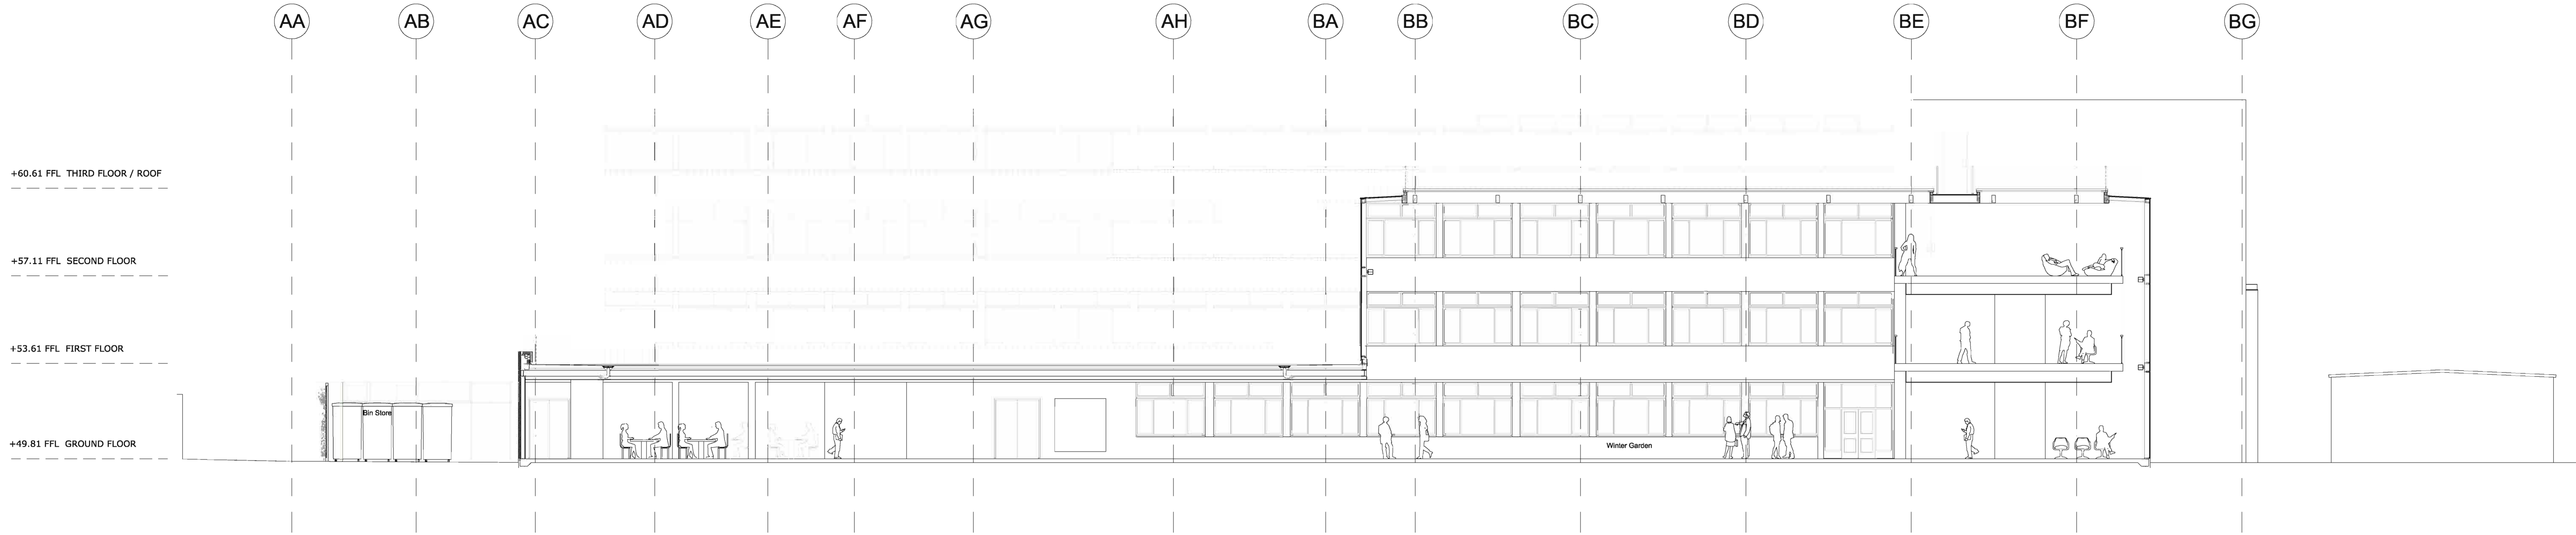 AA AB AC AD AE AF AG AH BA BB BC BD BE BF BG
+60.61 FFL THIRD FLOOR / ROOF
+57.11 FFL SECOND FLOOR
+53.61 FFL FIRST FLOOR
Bin Store
+49.81 FFL GROUND FLOOR
Winter Garden